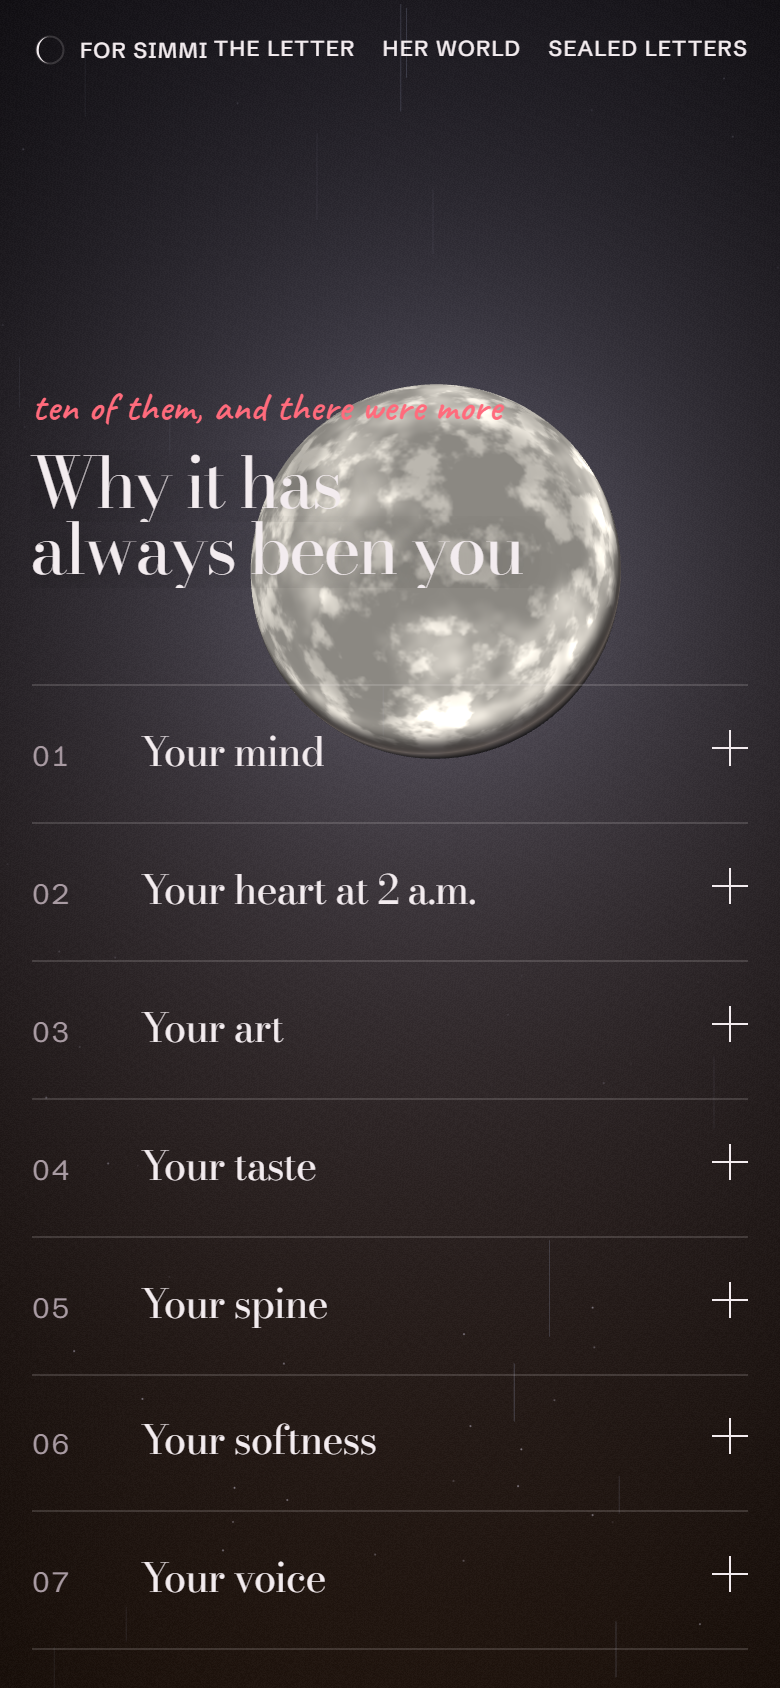 FOR SIMMI THE LETTER HER WORLD SEALED LETTERS
ten of them, and there were more
Why it has
always been you
01 Your mind
02 Your heart at 2 a.m.
03 Your art
04 Your taste
05 Your spine
06 Your softness
07 Your voice